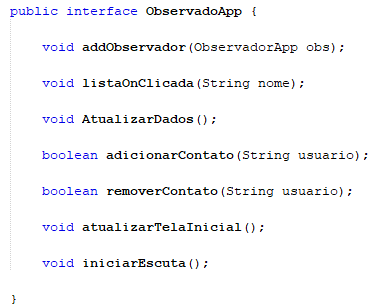 public interface ObservadoApp {
void addObservador(ObservadorApp obs);
void listaOnClicada(String nome);
void AtualizarDados();
boolean adicionarContato(String usuario);
boolean removerContato(String usuario);
void atualizarTelaInicial();
void iniciarEscuta();
}